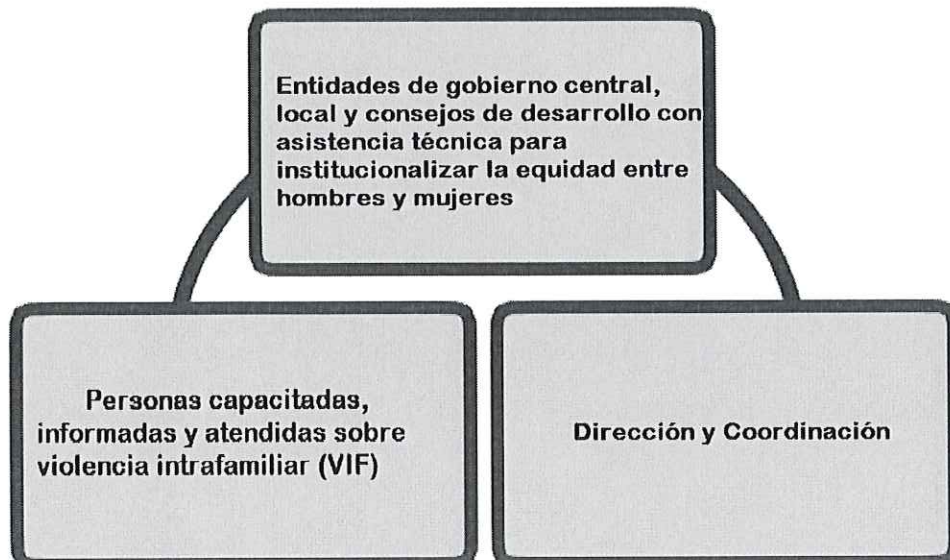 Entidades de gobierno central,
local y consejos de desarrollo con
asistencia técnica para
institucionalizar la equidad entre
hombres y mujeres
Personas capacitadas,
informadas y atendidas sobre
violencia intrafamiliar (VIF)
Dirección y Coordinación